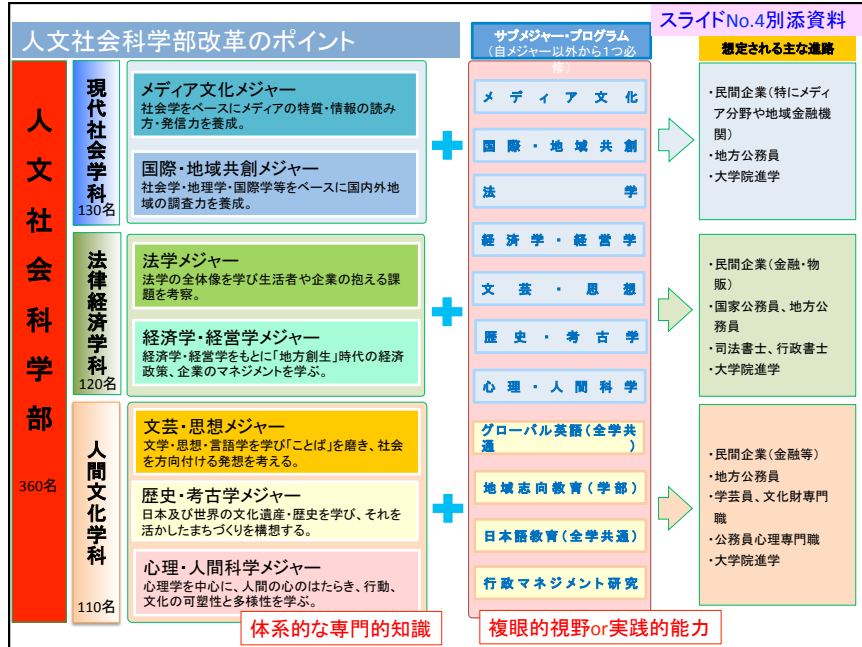 スライドNo.4別添資料
人文社会科学部改革のポイント
サブメジャー・プログラム
(自メジャー以外から1つ必
修)
想定される主な進路
人文社会科学部
360名
現代社会学科
130名
メディア文化メジャー
社会学をベースにメディアの特質・情報の読み
方・発信力を養成。
国際・地域共創メジャー
社会学・地理学・国際学等をベースに国内外地
域の調査力を養成。
法律経済学科
120名
法学メジャー
法学の全体像を学び生活者や企業の抱える課
題を考察。
経済学・経営学メジャー
経済学・経営学をもとに「地方創生」時代の経済
政策、企業のマネジメントを学ぶ。
人間文化学科
110名
文芸・思想メジャー
文学・思想・言語学を学び「ことば」を磨き、社会
を方向付ける発想を考える。
歴史・考古学メジャー
日本及び世界の文化遺産・歴史を学び、それを
活かしたまちづくりを構想する。
心理・人間科学メジャー
心理学を中心に、人間の心のはたらき、行動、
文化の可塑性と多様性を学ぶ。
体系的な専門的知識
メディア文化
国際・地域共創
法学
経済学・経営学
文芸・思想
歴史・考古学
心理・人間科学
グローバル英語(全学共
通)
地域志向教育(学部)
日本語教育(全学共通)
行政マネジメント研究
複眼的視野or実践的能力
・民間企業(特にメディ
ア分野や地域金融機
関)
・地方公務員
・大学院進学
・民間企業(金融・物
販)
・国家公務員、地方公
務員
・司法書士、行政書士
・大学院進学
・民間企業(金融等)
・地方公務員
・学芸員、文化財専門
職
・公務員心理専門職
・大学院進学